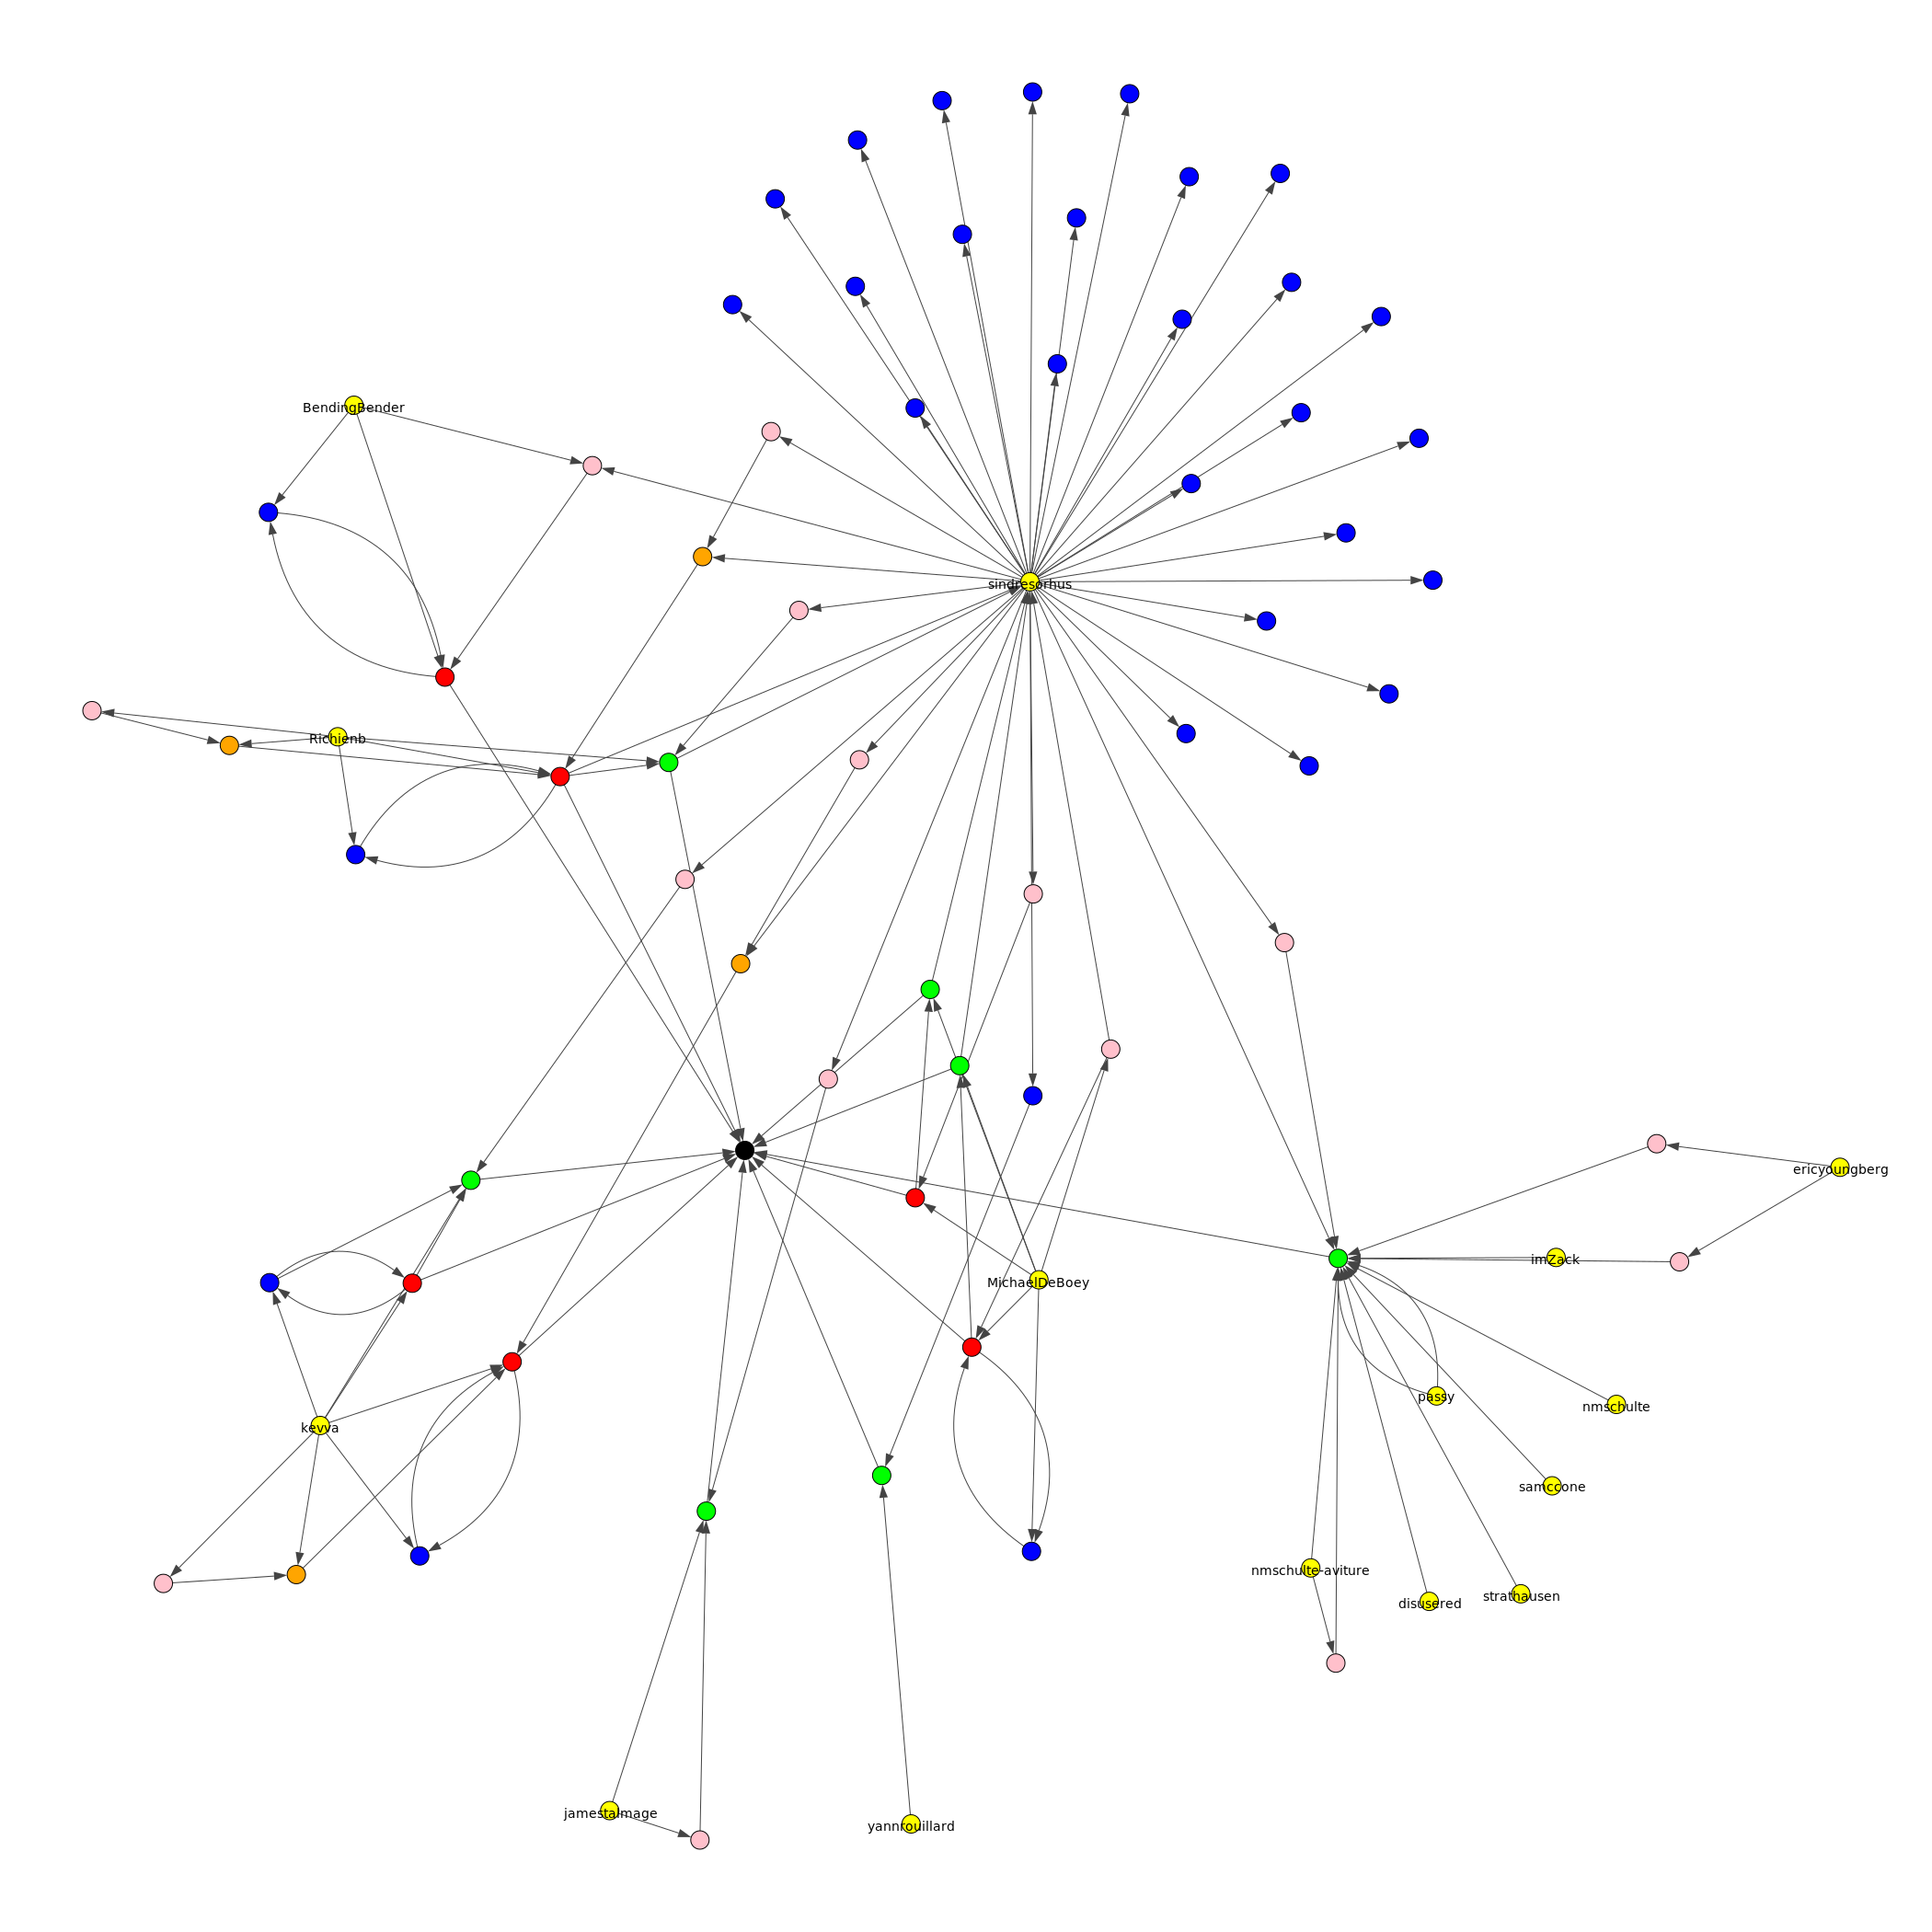 BendingBender
sindresorhus
Richienb
ericyoungberg
imZack
MichaelDeBoey
passy
nmschulte
kevva
samccone
nmschulte-aviture
strathausen
disusered
jamestalmage
yannrouillard